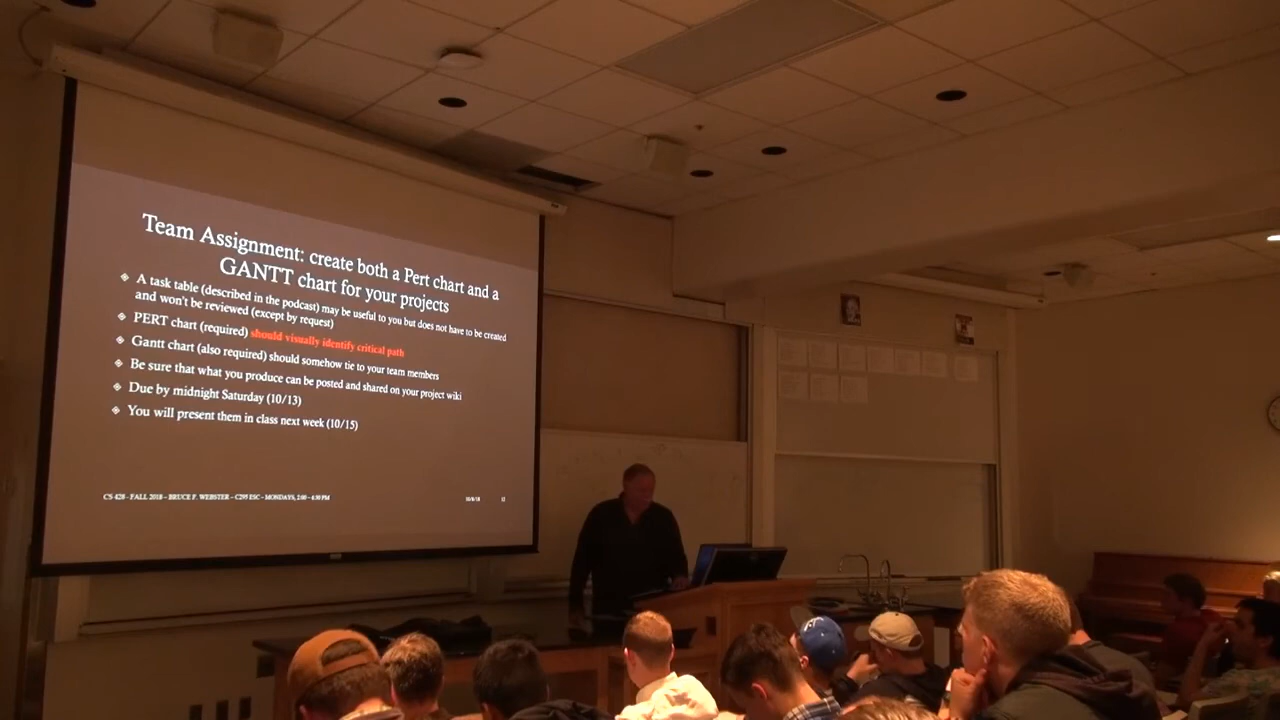 Team Assignment: create both a Pert chart and a
GANTT chart for your projects
A task table (described in the podcast) may be useful to you but does not have to be created
and won't be reviewed (except by request)
PERT chart (required) should visually identify critical path
Gantt chart (also required) should somehow tie to your team members
Be sure that what you produce can be posted and shared on your project wiki
Due by midnight Saturday (10/13)
You will present them in class next week (10/15)
CS 428 - FALL 2018 - BRUCE F. WEBSTER - C295 ESC - MONDAYS, 2:00 - 4:30 PM
10/8/18
12